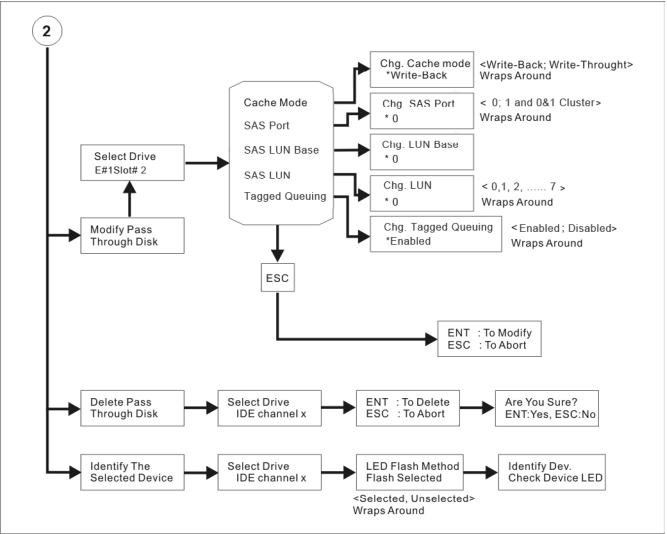 2
Chg. Cache mode
*Write-Back
<Write-Back; Write-Throught>
Wraps Around
Cache Mode
SAS Port
SAS LUN Base
SAS LUN
Tagged Queuing
Chg. SAS Port
* 0
< 0; 1 and 0&1 Cluster>
Wraps Around
Chg. LUN Base
* 0
Chg. LUN
* 0
< 0,1, 2, ...... 7 >
Wraps Around
Chg. Tagged Queuing
*Enabled
<Enabled; Disabled>
Wraps Around
Select Drive
E#1Slot# 2
Modify Pass
Through Disk
ESC
ENT : To Modify
ESC : To Abort
Delete Pass
Through Disk
Select Drive
IDE channel x
ENT : To Delete
ESC : To Abort
Are You Sure?
ENT:Yes, ESC:No
Identify The
Selected Device
Select Drive
IDE channel x
LED Flash Method
Flash Selected
<Selected, Unselected>
Wraps Around
Identify Dev.
Check Device LED